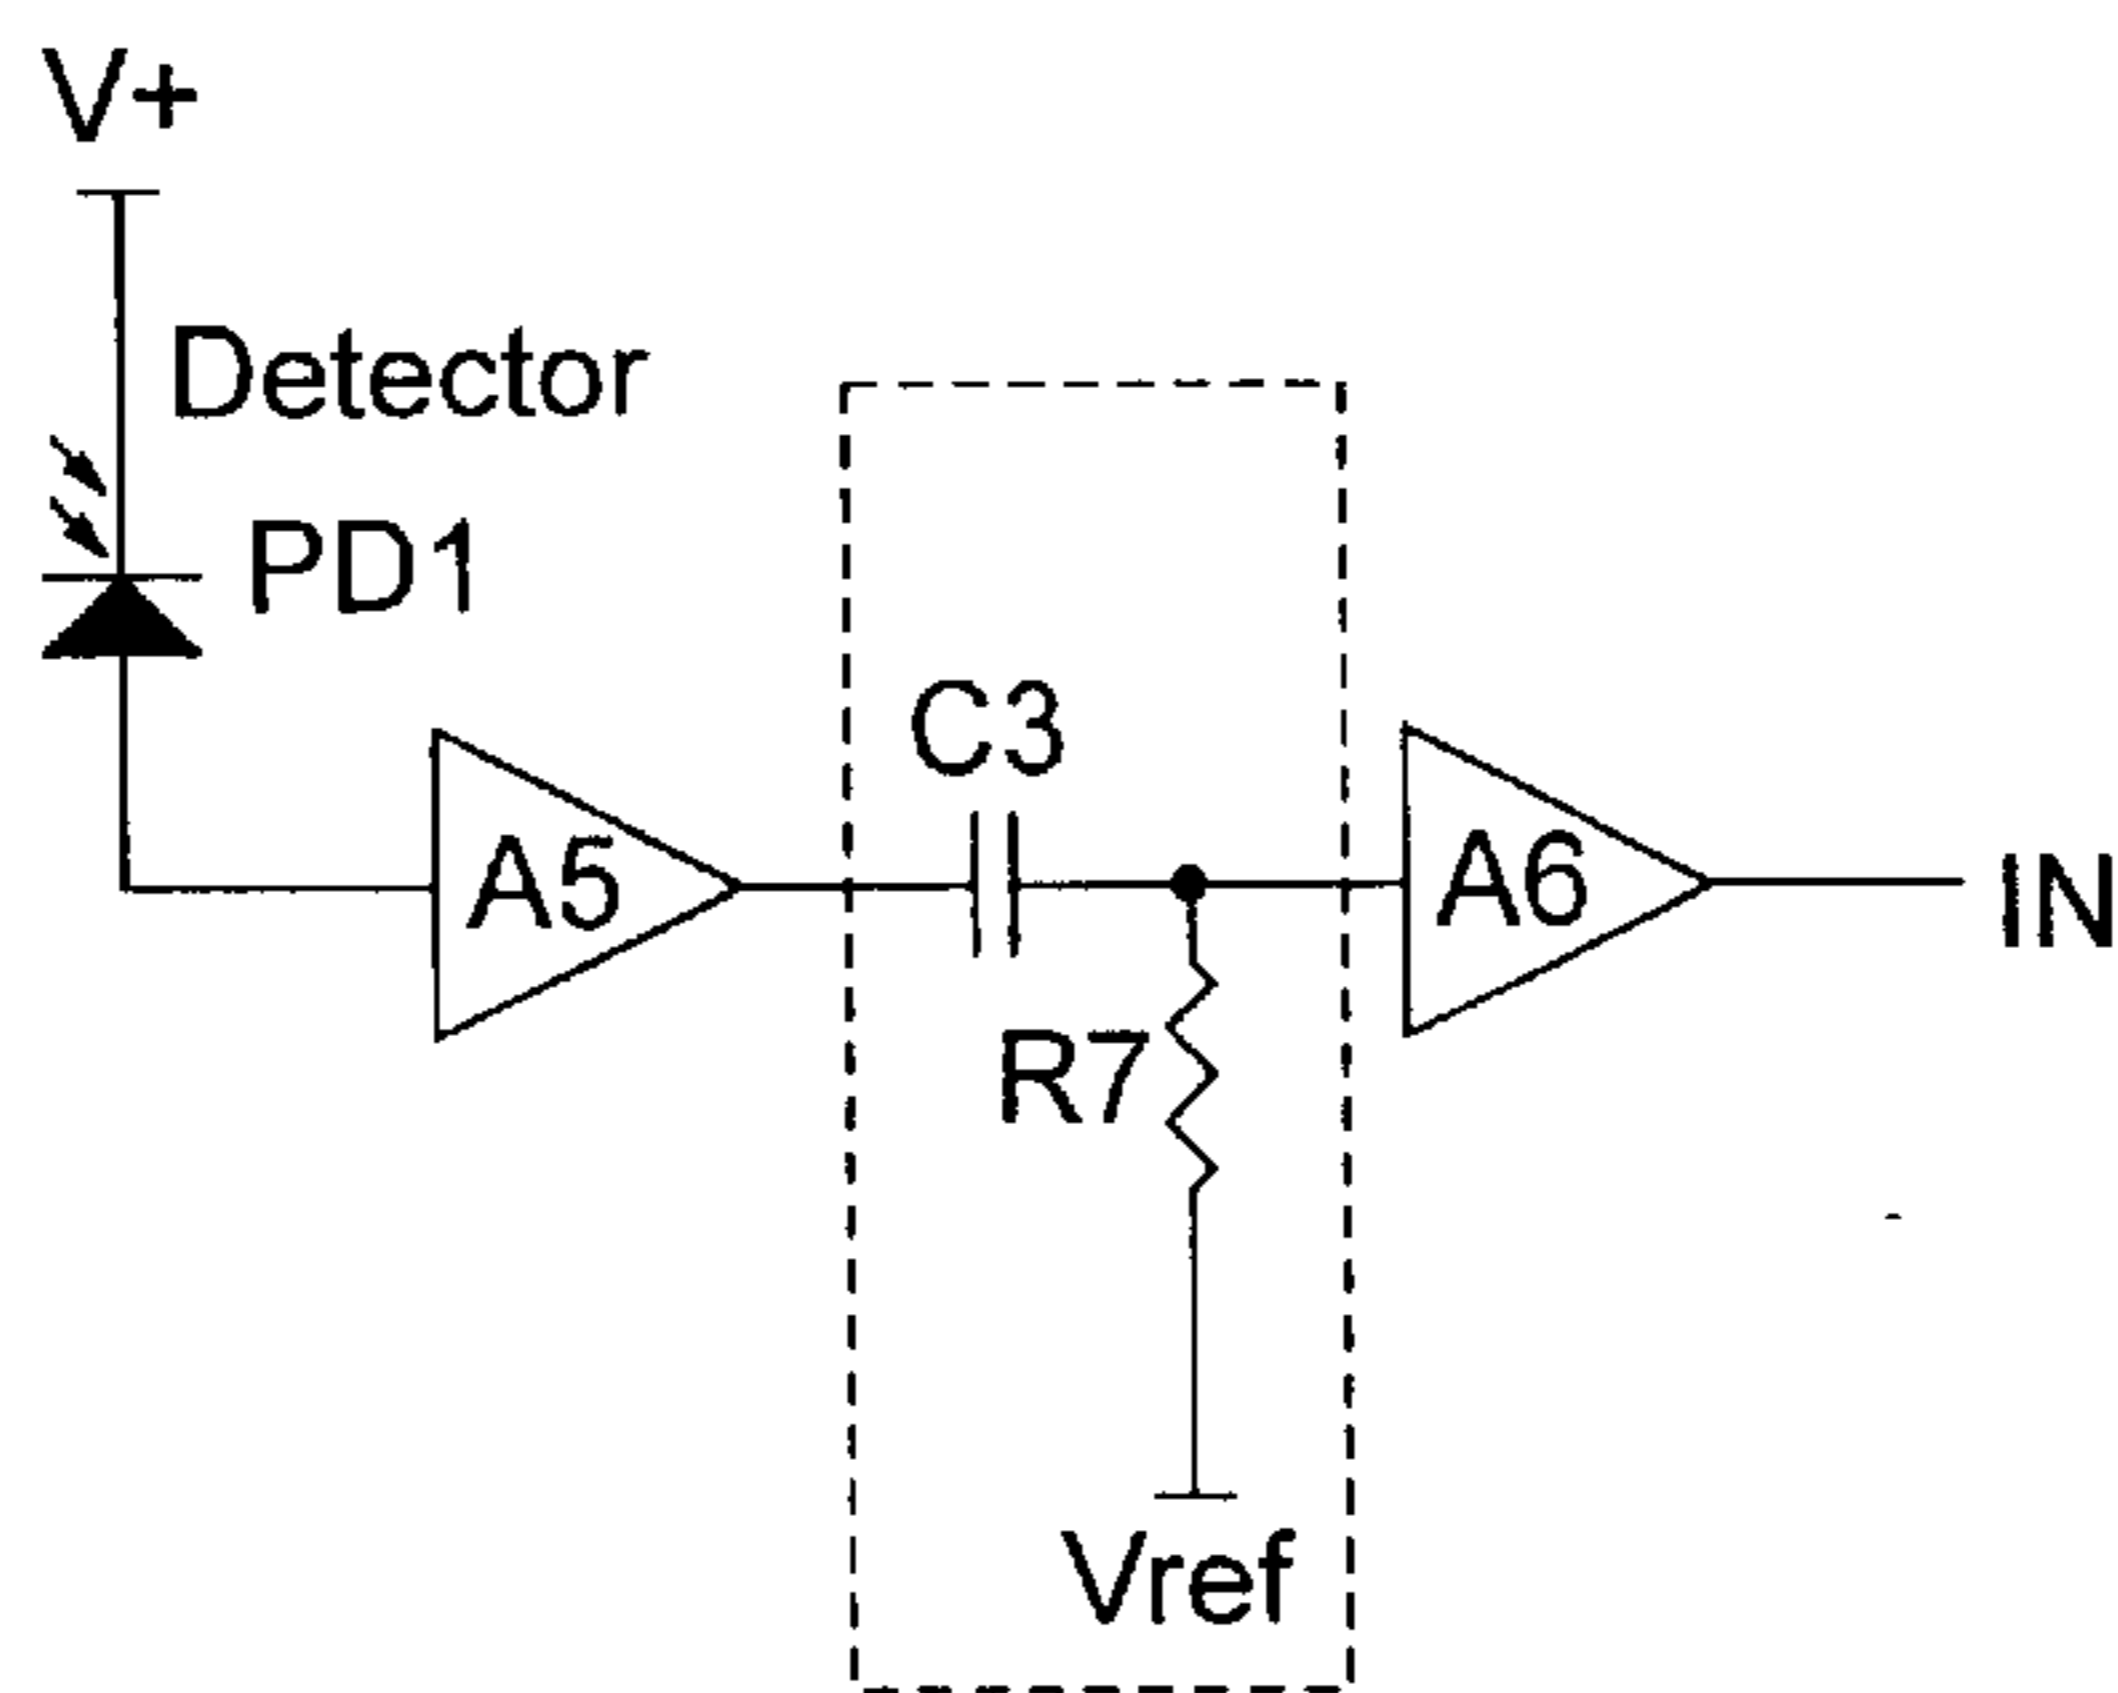 V+
Detector
PD1
C3
A5
A6
IN
R7
Vref